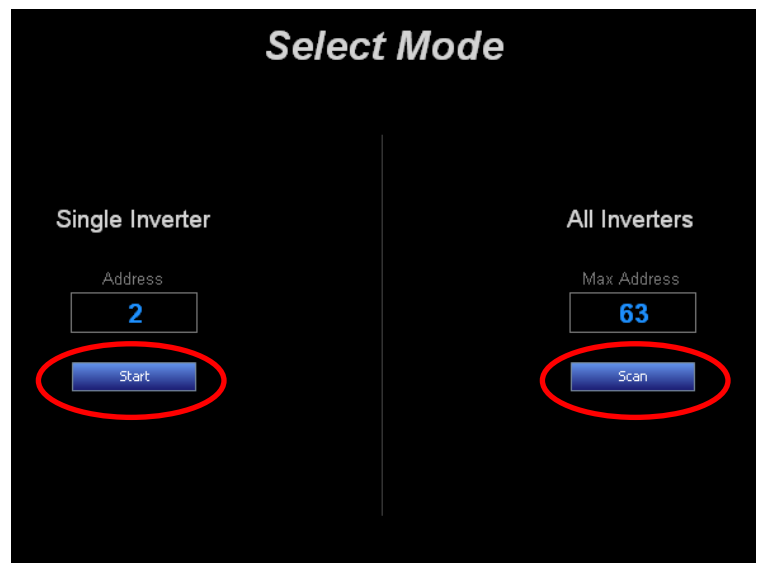 Select Mode
Single Inverter
Address
2
Start
All Inverters
Max Address
63
Scan